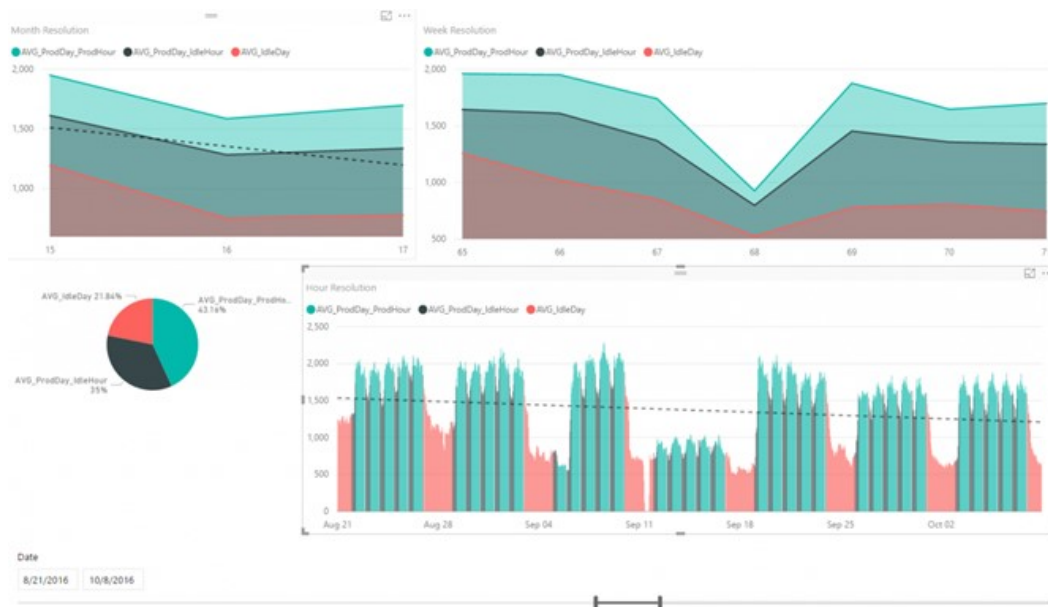 Month Resolution
AVG_ProdDay_ProdHour AVG_ProdDay_IdleHour AVG_IdleDay
2,000
1,500
1,000
15 16 17
Week Resolution
AVG_ProdDay_ProdHour AVG_ProdDay_IdleHour AVG_IdleDay
2,000
1,500
1,000
500
65 66 67 68 69 70
AVG_IdleDay 21.84%
AVG_ProdDay_ProdHo...
43.16%
AVG_ProdDay_IdleHour
35%
Hour Resolution
AVG_ProdDay_ProdHour AVG_ProdDay_IdleHour AVG_IdleDay
2,500
2,000
1,500
1,000
500
0
Aug 21 Aug 28 Sep 04 Sep 11 Sep 18 Sep 25 Oct 02
Date
8/21/2016 10/8/2016